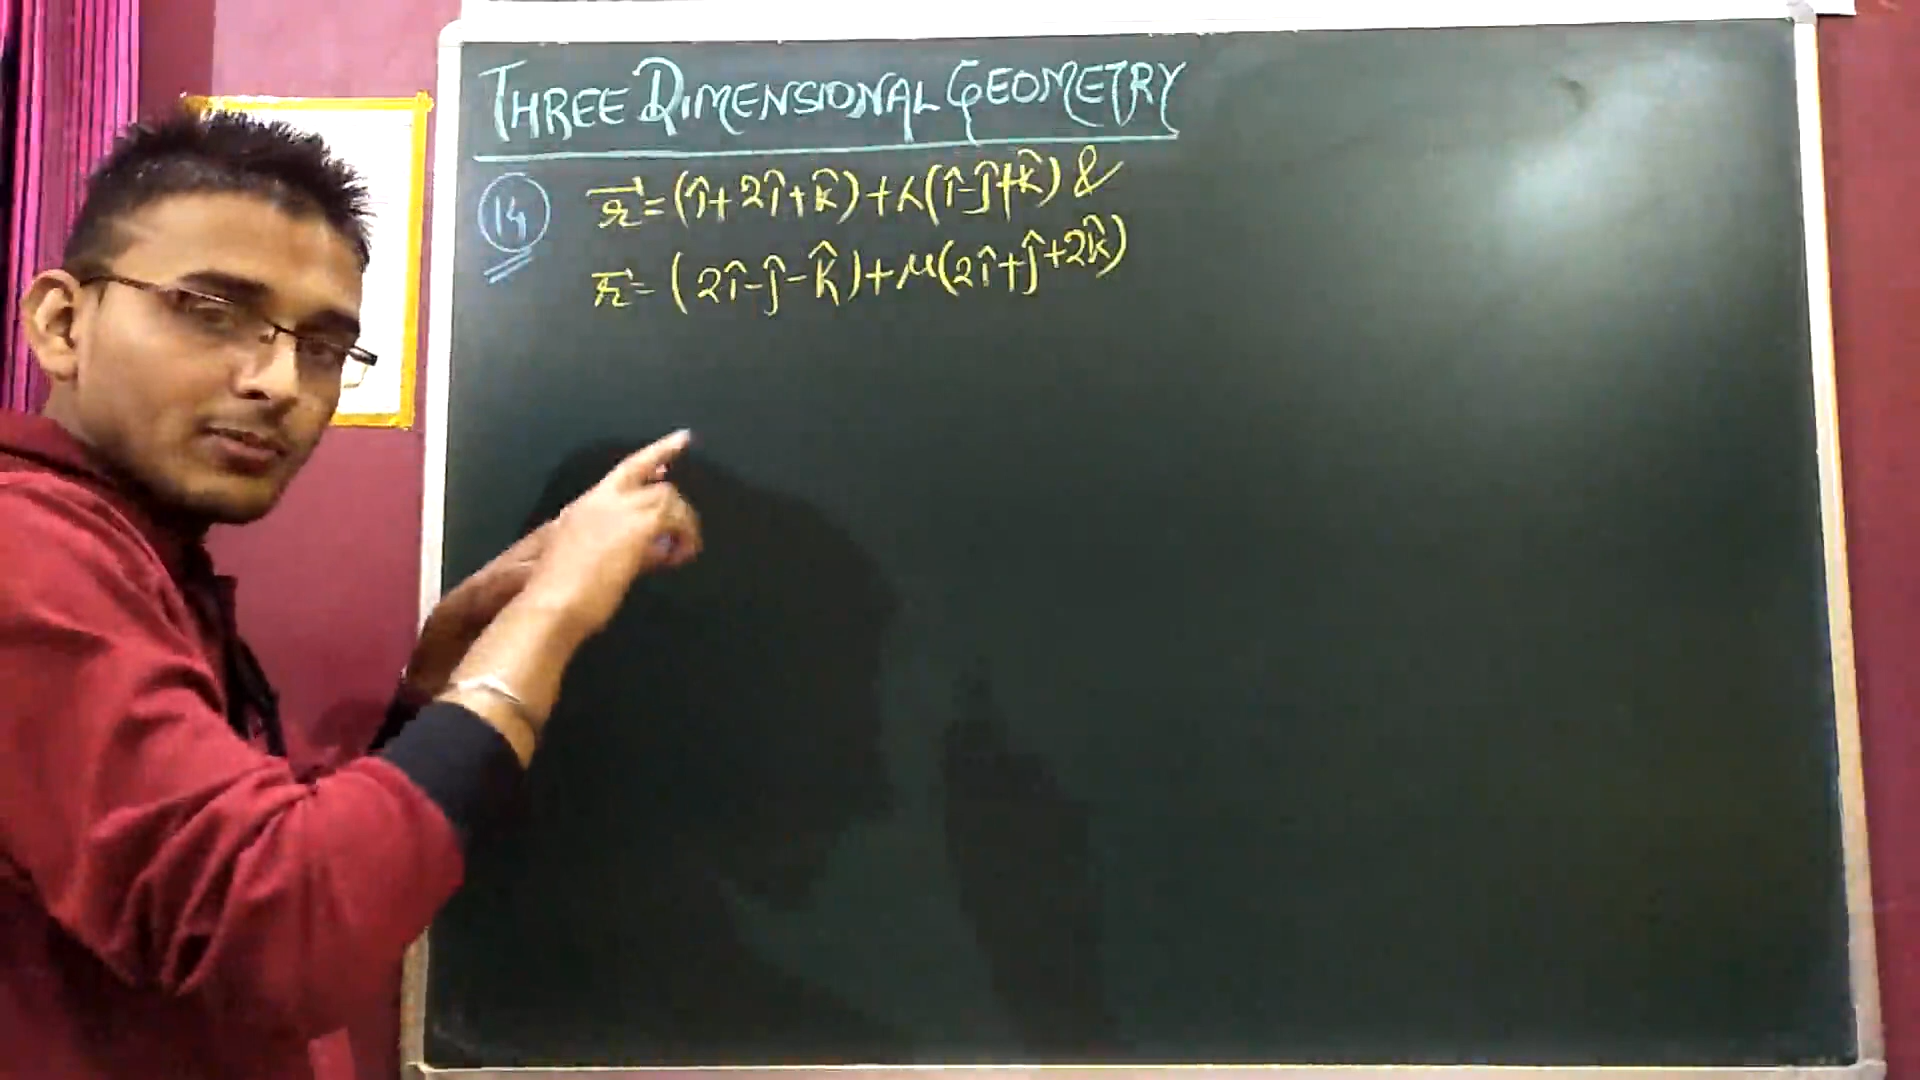 THREE DIMENSIONAL GEOMETRY
14 r⃗ = (î + 2ĵ + k̂) + λ(î - ĵ + k̂) &
r⃗ = (2î - ĵ - k̂) + μ(2î + ĵ + 2k̂)